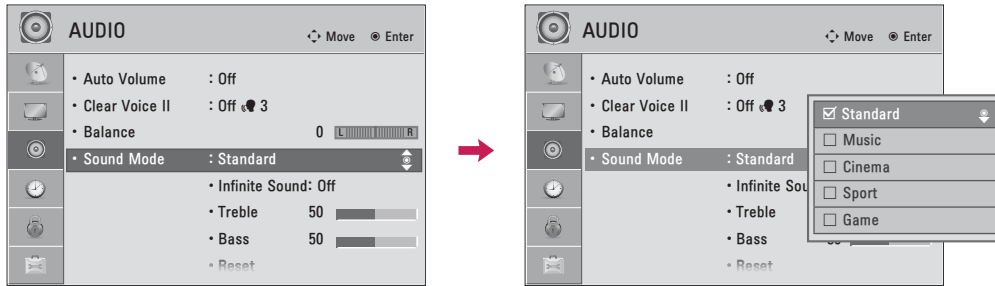 AUDIO
Move Enter
• Auto Volume : Off
• Clear Voice II : Off 3
• Balance 0 L R
• Sound Mode : Standard
• Infinite Sound: Off
• Treble 50
• Bass 50
• Reset
AUDIO
Move Enter
• Auto Volume : Off
• Clear Voice II : Off 3
• Balance
• Sound Mode : Standard
• Infinite Sou
• Treble
• Bass
• Reset
Standard
Music
Cinema
Sport
Game